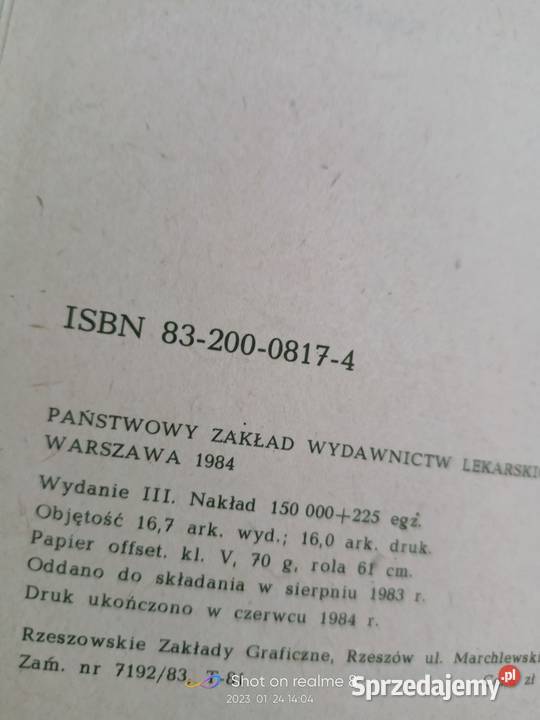 ISBN 83-200-0817-4
PAŃSTWOWY ZAKŁAD WYDAWNICTW LEKARSKI
WARSZAWA 1984
Wydanie III. Nakład 150 000+225 egz.
Objętość 16,7 ark. wyd.; 16,0 ark. druk.
Papier offset. kl. V, 70 g, rola 61 cm.
Oddano do składania w sierpniu 1983 r.
Druk ukończono w czerwcu 1984 r.
Rzeszowskie Zakłady Graficzne, Rzeszów ul. Marchlewski
Zam. nr 7192/83. zł
Shot on realme 8
2023.01.24 14:04
Sprzedajemy.pl